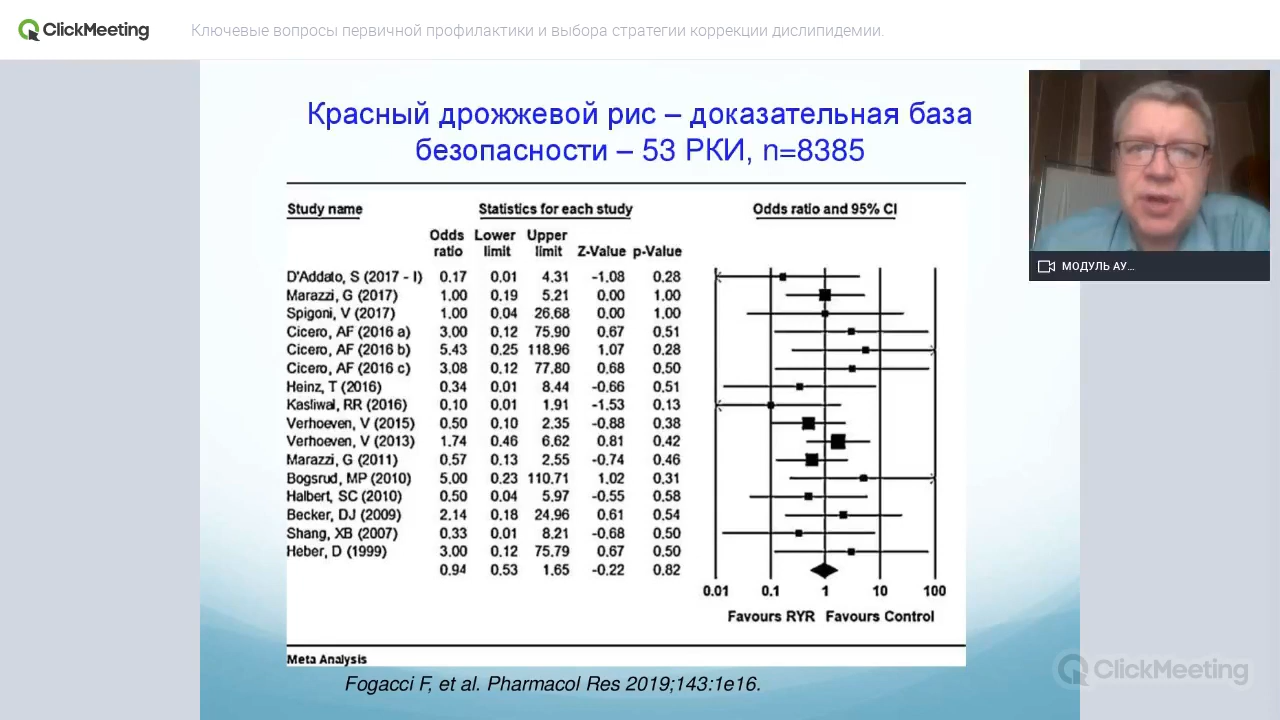 ClickMeeting
Ключевые вопросы первичной профилактики и выбора стратегии коррекции дислипидемии.
Красный дрожжевой рис – доказательная база
безопасности – 53 РКИ, n=8385
МОДУЛЬ АУ...
Study name Statistics for each study Odds ratio and 95% CI
Odds Lower Upper
ratio limit limit Z-Value p-Value
D'Addato, S (2017 - I) 0.17 0.01 4.31 -1.08 0.28
Marazzi, G (2017) 1.00 0.19 5.21 0.00 1.00
Spigoni, V (2017) 1.00 0.04 26.68 0.00 1.00
Cicero, AF (2016 a) 3.00 0.12 75.90 0.67 0.51
Cicero, AF (2016 b) 5.43 0.25 118.96 1.07 0.28
Cicero, AF (2016 c) 3.08 0.12 77.80 0.68 0.50
Heinz, T (2016) 0.34 0.01 8.44 -0.66 0.51
Kasliwal, RR (2016) 0.10 0.01 1.91 -1.53 0.13
Verhoeven, V (2015) 0.50 0.10 2.35 -0.88 0.38
Verhoeven, V (2013) 1.74 0.46 6.62 0.81 0.42
Marazzi, G (2011) 0.57 0.13 2.55 -0.74 0.46
Bogsrud, MP (2010) 5.00 0.23 110.71 1.02 0.31
Halbert, SC (2010) 0.50 0.04 5.97 -0.55 0.58
Becker, DJ (2009) 2.14 0.18 24.96 0.61 0.54
Shang, XB (2007) 0.33 0.01 8.21 -0.68 0.50
Heber, D (1999) 3.00 0.12 75.79 0.67 0.50
0.94 0.53 1.65 -0.22 0.82
0.01 0.1 1 10 100
Favours RYR Favours Control
Meta Analysis
Fogacci F, et al. Pharmacol Res 2019;143:1e16.
ClickMeeting